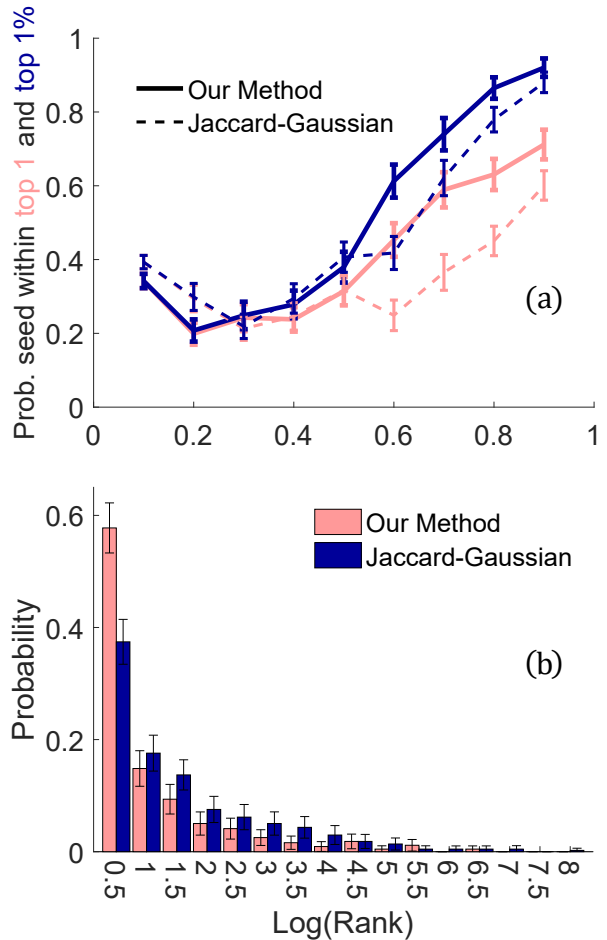 Prob. seed within top 1 and top 1%
1
0.8
0.6
0.4
0.2
0
Our Method
Jaccard-Gaussian
(a)
0 0.2 0.4 0.6 0.8 1
Probability
0.6
0.4
0.2
0
Our Method
Jaccard-Gaussian
(b)
0.5 1 1.5 2 2.5 3 3.5 4 4.5 5 5.5 6 6.5 7 7.5 8
Log(Rank)